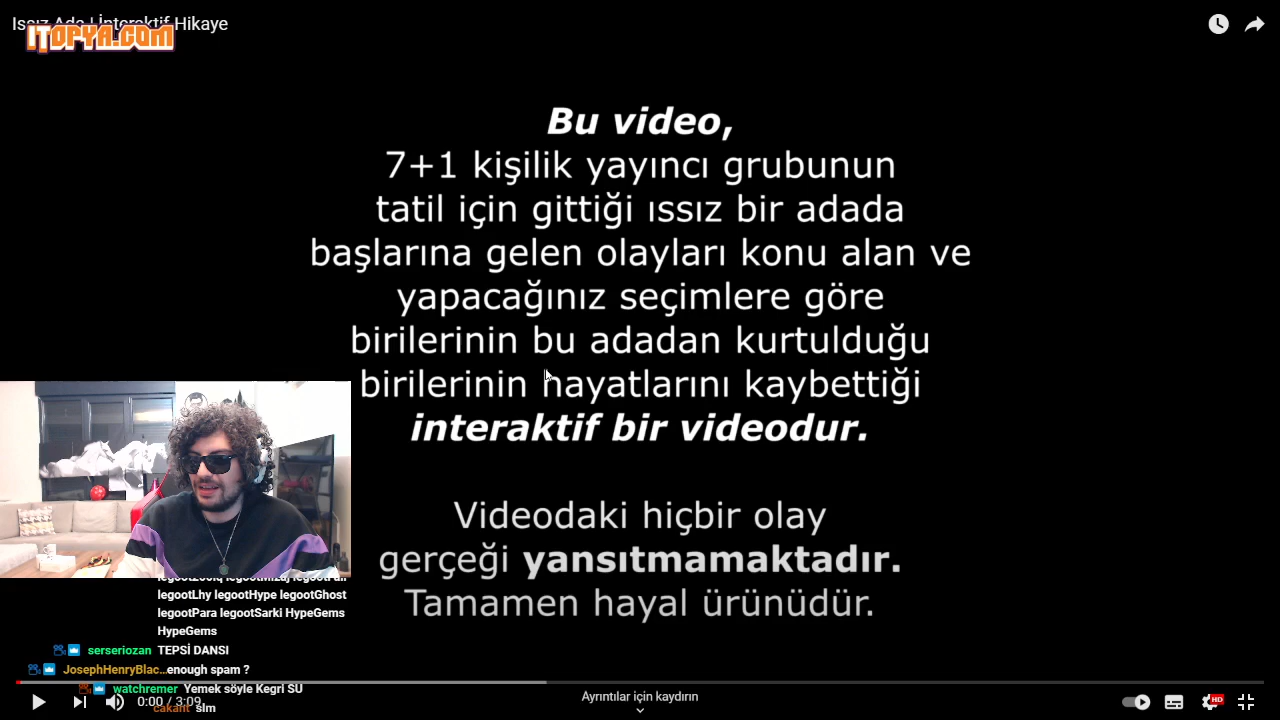 Issız Ada | İnteraktif Hikaye
ITOPYA.COM
Bu video,
7+1 kişilik yayıncı grubunun
tatil için gittiği ıssız bir adada
başlarına gelen olayları konu alan ve
yapacağınız seçimlere göre
birilerinin bu adadan kurtulduğu
birilerinin hayatlarını kaybettiği
interaktif bir videodur.
Videodaki hiçbir olay
gerçeği yansıtmamaktadır.
Tamamen hayal ürünüdür.
legootLhy legootHype legootGhost
legootPara legootSarki HypeGems
HypeGems
serseriozan TEPSİ DANSI
JosephHenryBlac... enough spam ?
watchremer Yemek söyle Kegri SU
cakant slm
0:00 / 3:09
Ayrıntılar için kaydırın
HD